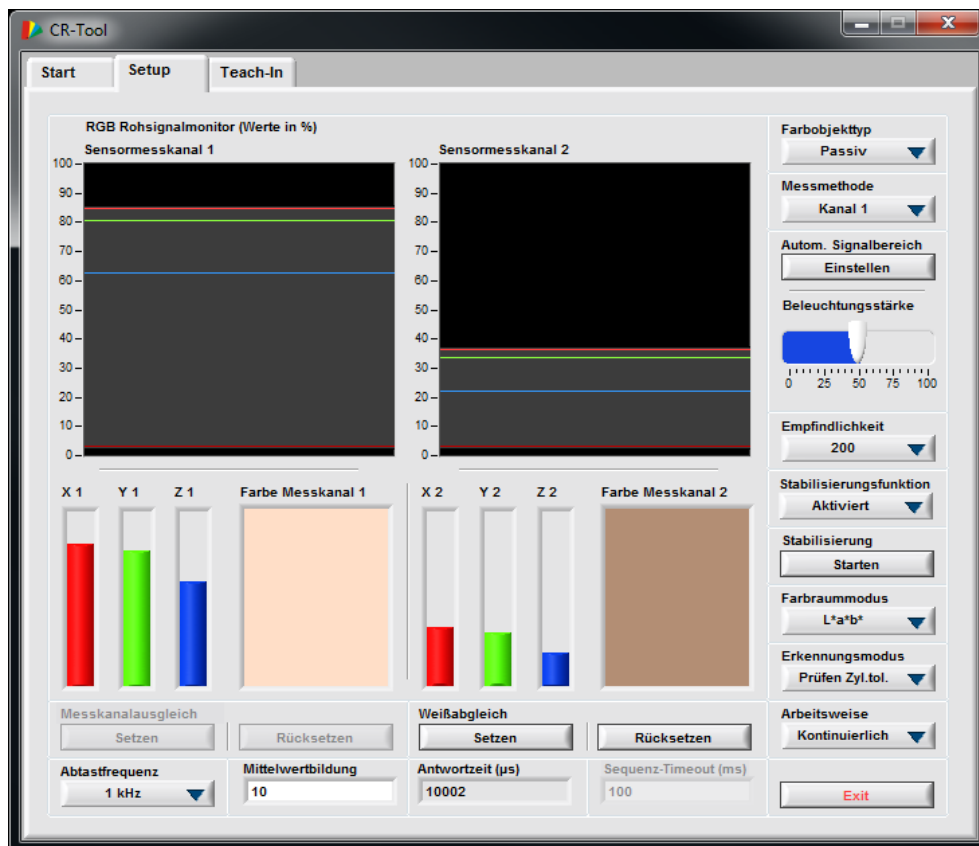 CR-Tool
Start
Setup
Teach-In
RGB Rohsignalmonitor (Werte in %)
Sensormesskanal 1
100
90
80
70
60
50
40
30
20
10
0
Sensormesskanal 2
100
90
80
70
60
50
40
30
20
10
0
X 1 Y 1 Z 1
Farbe Messkanal 1
X 2 Y 2 Z 2
Farbe Messkanal 2
Messkanalausgleich
Setzen
Rücksetzen
Weißabgleich
Setzen
Rücksetzen
Abtastfrequenz
1 kHz
Mittelwertbildung
10
Antwortzeit (µs)
10002
Sequenz-Timeout (ms)
100
Farbobjekttyp
Passiv
Messmethode
Kanal 1
Autom. Signalbereich
Einstellen
Beleuchtungsstärke
0 25 50 75 100
Empfindlichkeit
200
Stabilisierungsfunktion
Aktiviert
Stabilisierung
Starten
Farbraummodus
L*a*b*
Erkennungsmodus
Prüfen Zyl.tol.
Arbeitsweise
Kontinuierlich
Exit